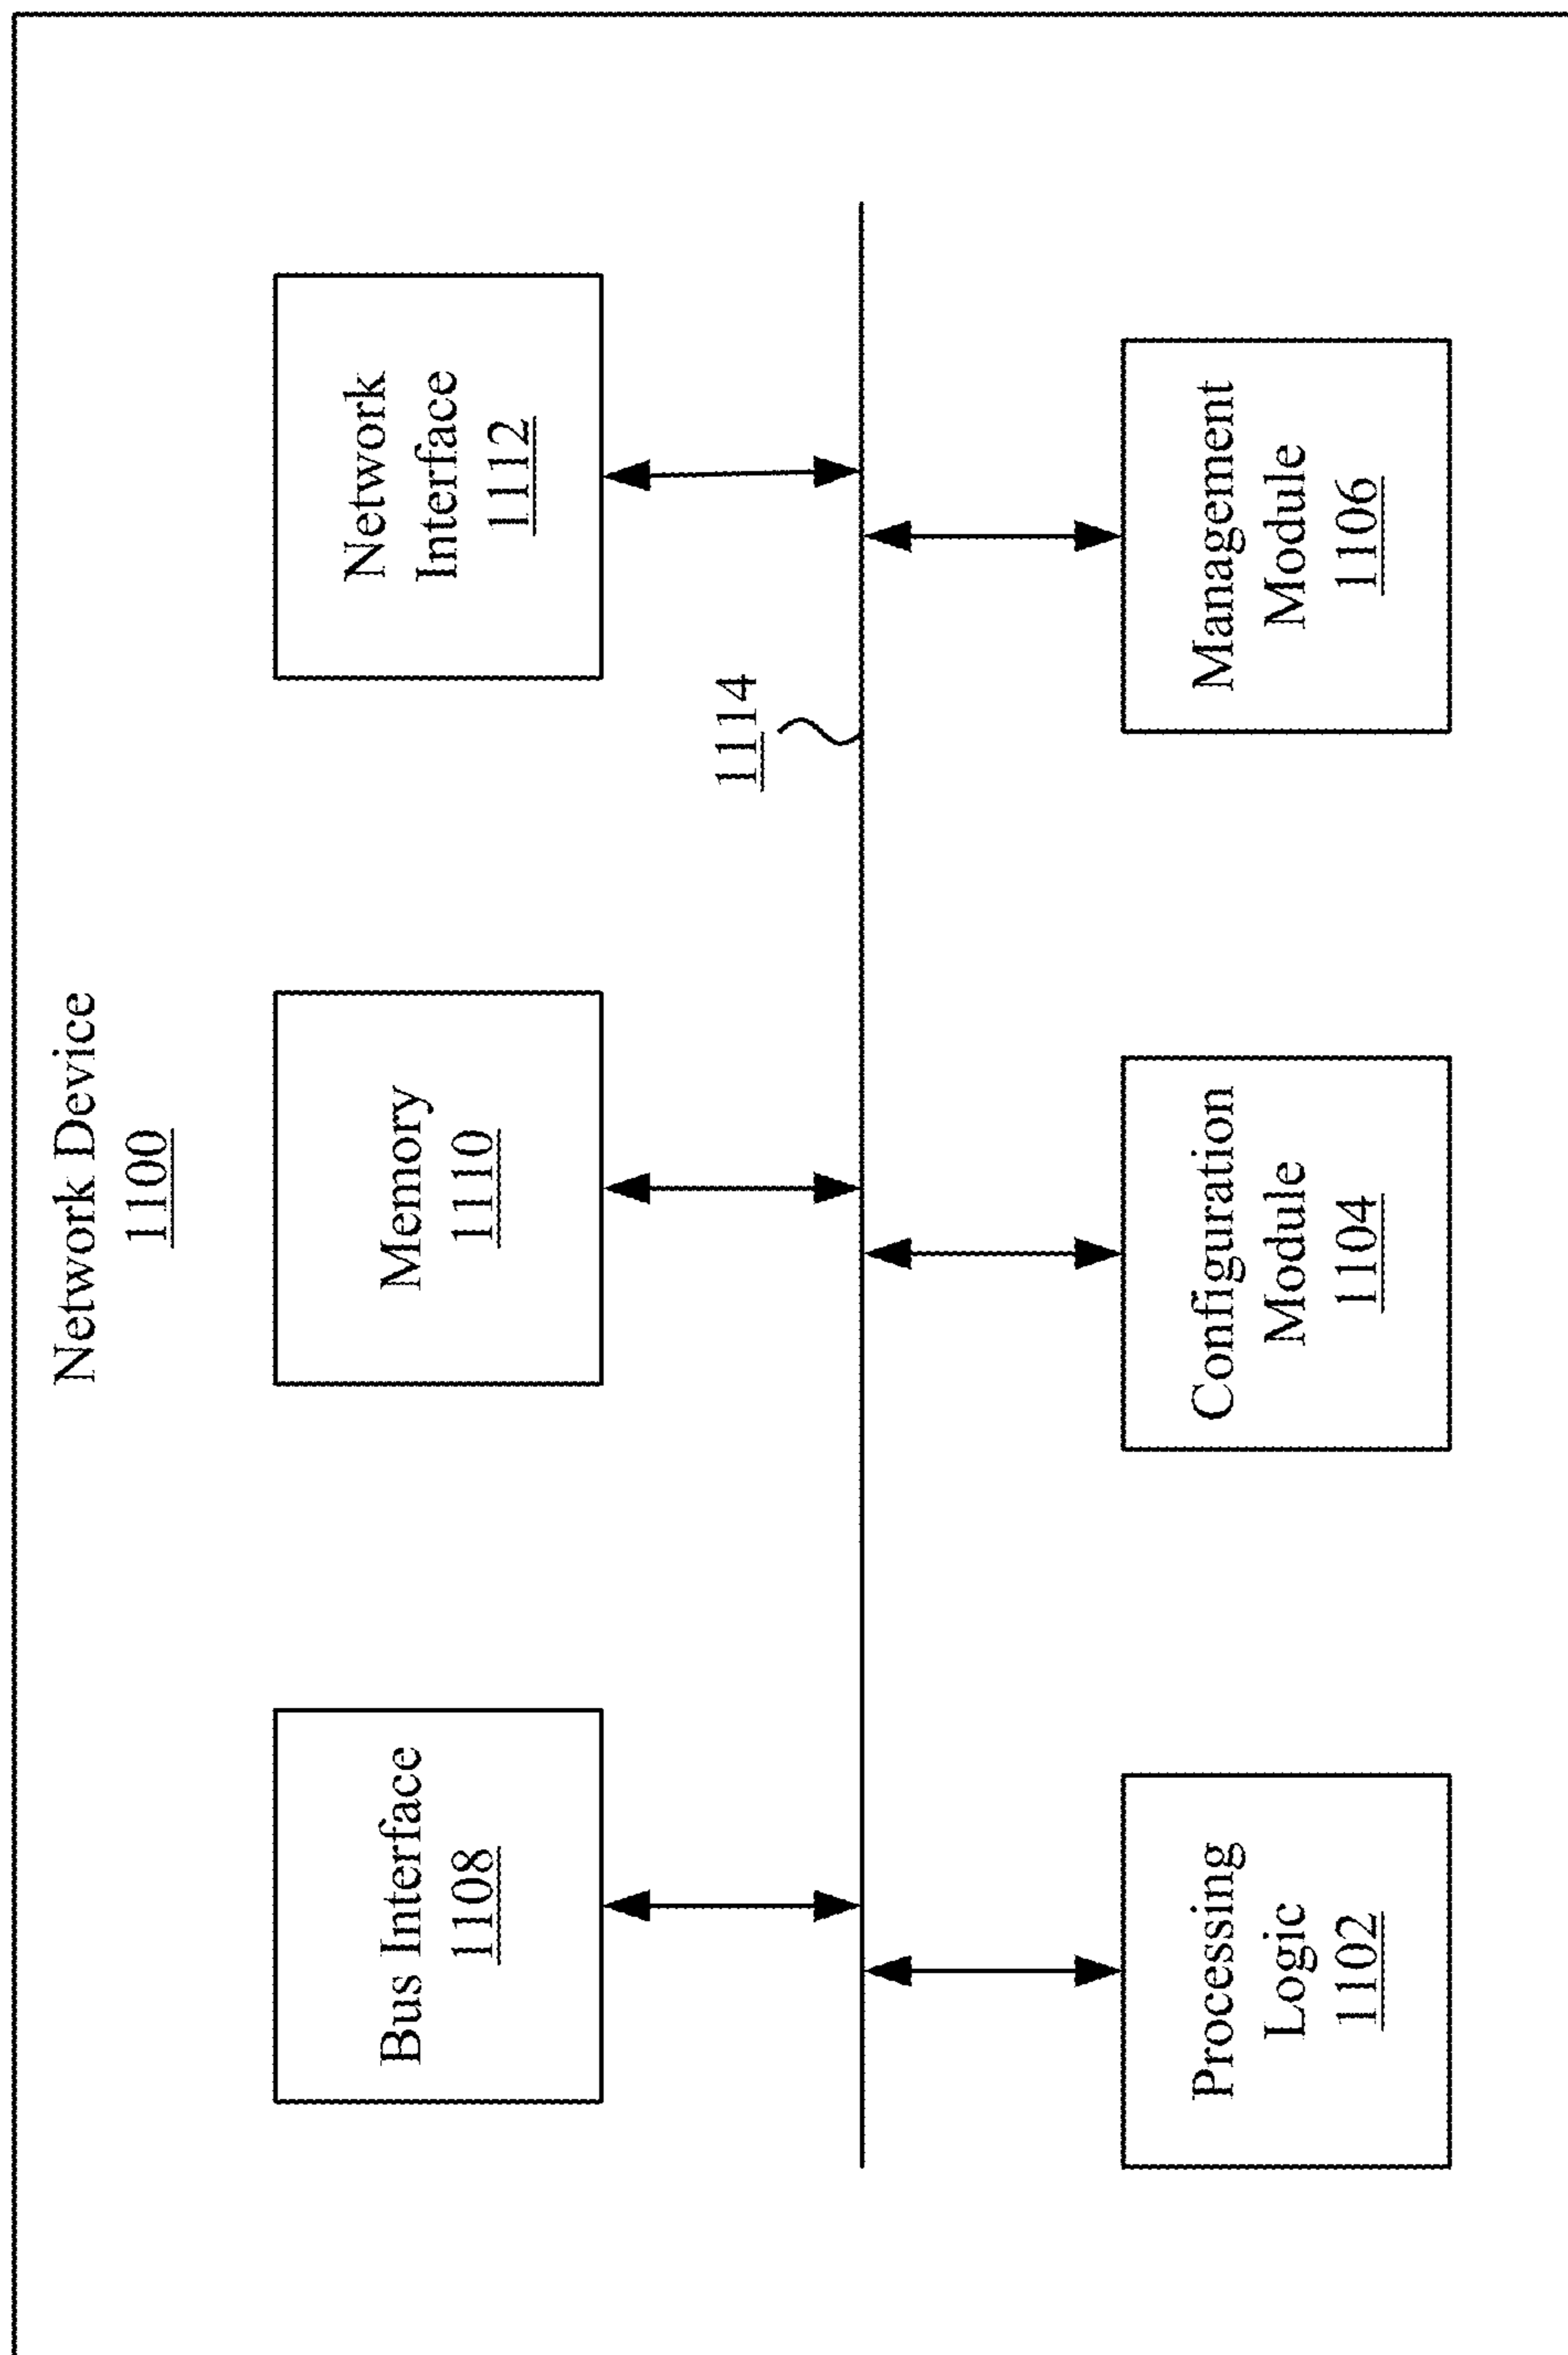 Network Device
1100
Bus Interface
1108
Memory
1110
Network
Interface
1112
1114
Processing
Logic
1102
Configuration
Module
1104
Management
Module
1106